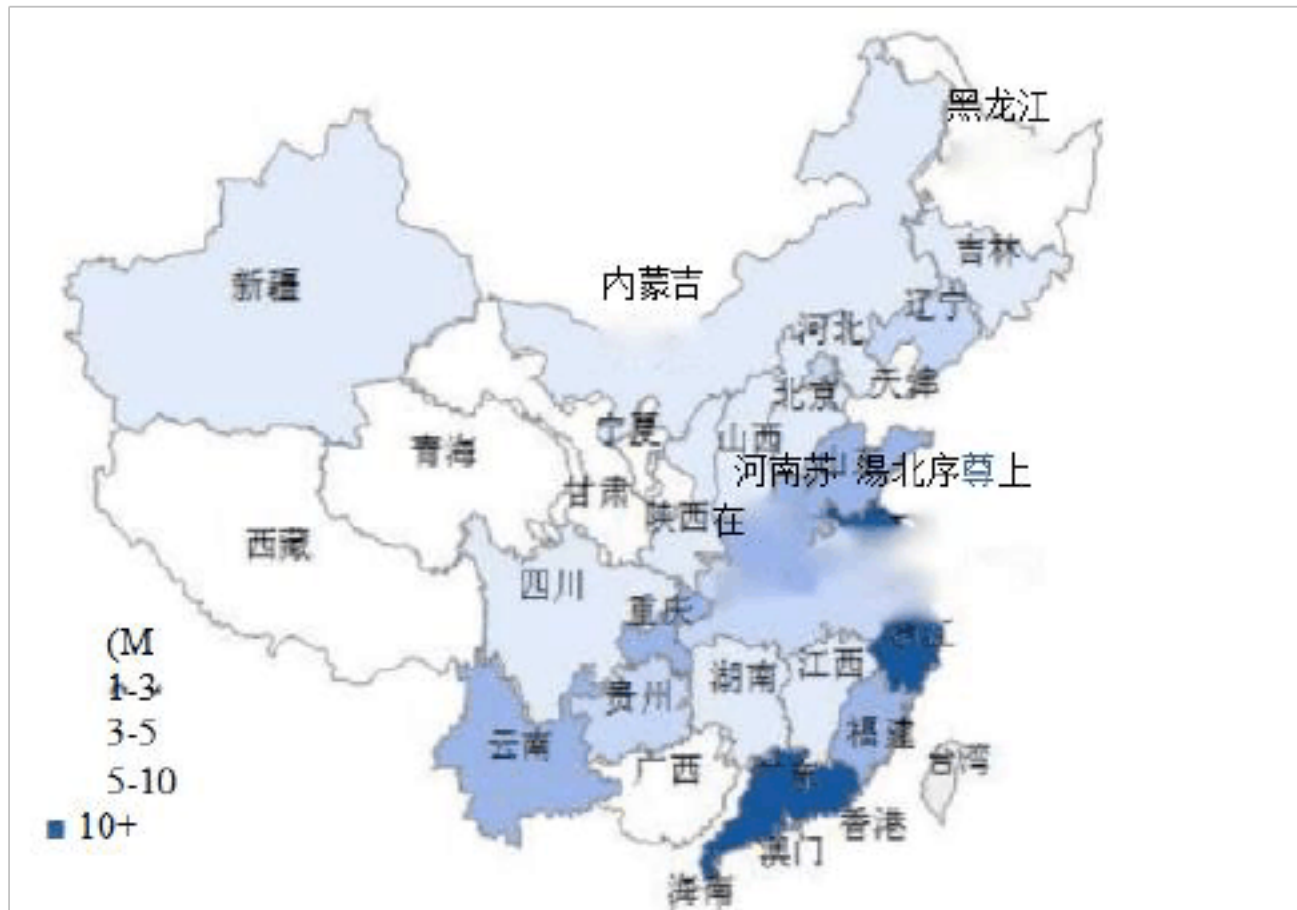 黑龙江
吉林
新疆
内蒙吉
辽宁
河北
天
北京
宁夏
山西
青海
河南苏 湯北序尊上
甘肃
陕西在
西藏
四川
重庆
(M
1-3
江西
湖南
贵州
3-5
福建
云南
台湾
广西
5-10
香港
10+
澳门
海南